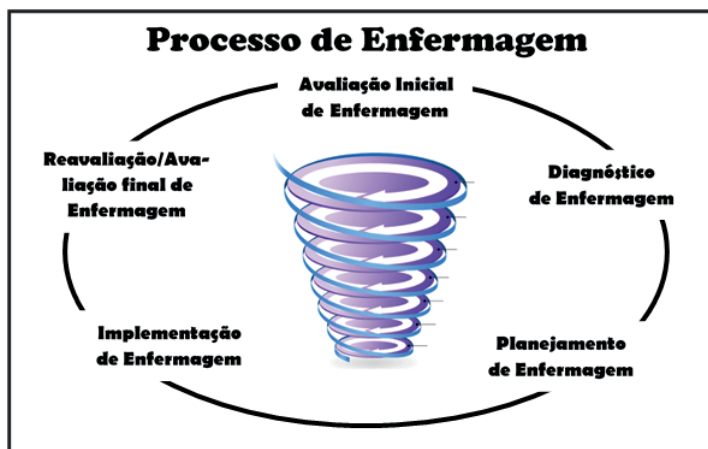 Processo de Enfermagem
Avaliação Inicial
de Enfermagem
Reavaliação/Ava-
liação final de
Enfermagem
Diagnóstico
de Enfermagem
Implementação
de Enfermagem
Planejamento
de Enfermagem